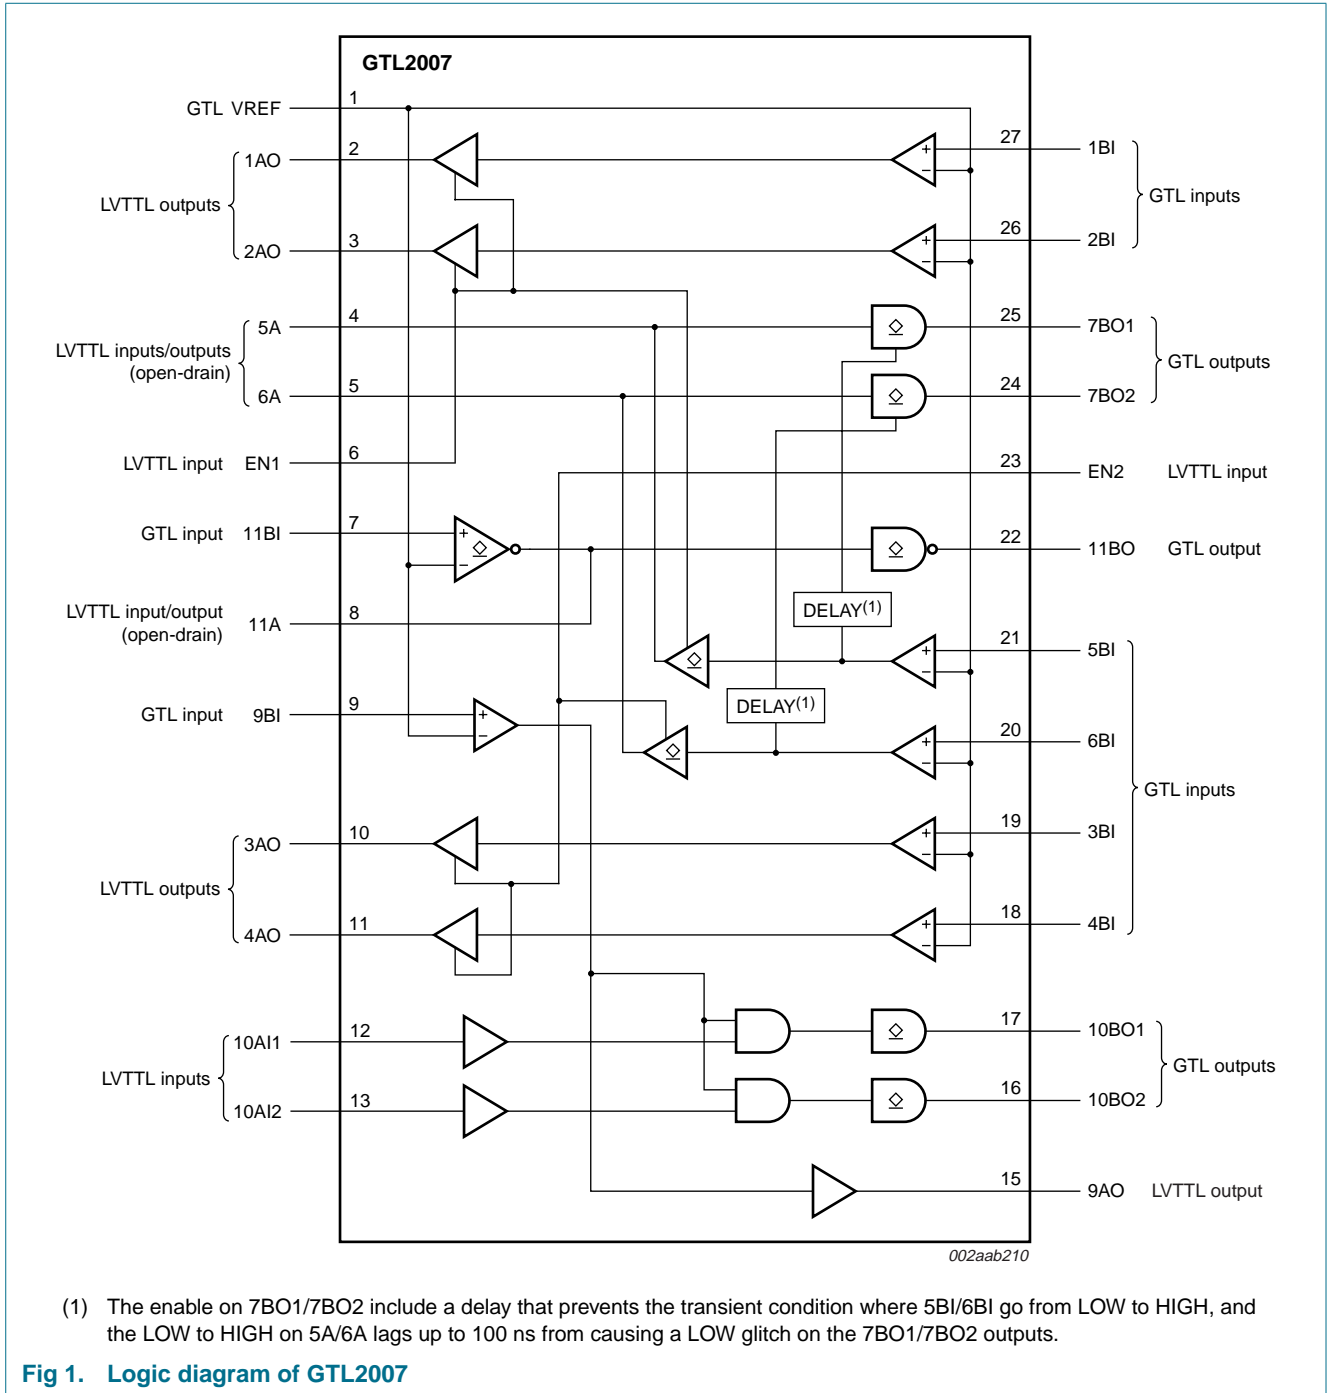 GTL2007
GTL VREF 1
1AO 2
LVTTL outputs
2AO 3
27 1BI
GTL inputs
26 2BI
5A 4
LVTTL inputs/outputs
(open-drain)
6A 5
25 7BO1
GTL outputs
24 7BO2
LVTTL input EN1 6
23 EN2 LVTTL input
GTL input 11BI 7
+
−
22 11BO GTL output
LVTTL input/output
(open-drain)
11A 8
DELAY(1)
21 5BI
GTL input 9BI 9
+
−
DELAY(1)
20 6BI
GTL inputs
3AO 10
LVTTL outputs
4AO 11
19 3BI
18 4BI
+
−
+
−
+
−
+
−
+
−
+
−
10AI1 12
LVTTL inputs
10AI2 13
17 10BO1
GTL outputs
16 10BO2
15 9AO LVTTL output
002aab210
(1) The enable on 7BO1/7BO2 include a delay that prevents the transient condition where 5BI/6BI go from LOW to HIGH, and
the LOW to HIGH on 5A/6A lags up to 100 ns from causing a LOW glitch on the 7BO1/7BO2 outputs.
Fig 1. Logic diagram of GTL2007